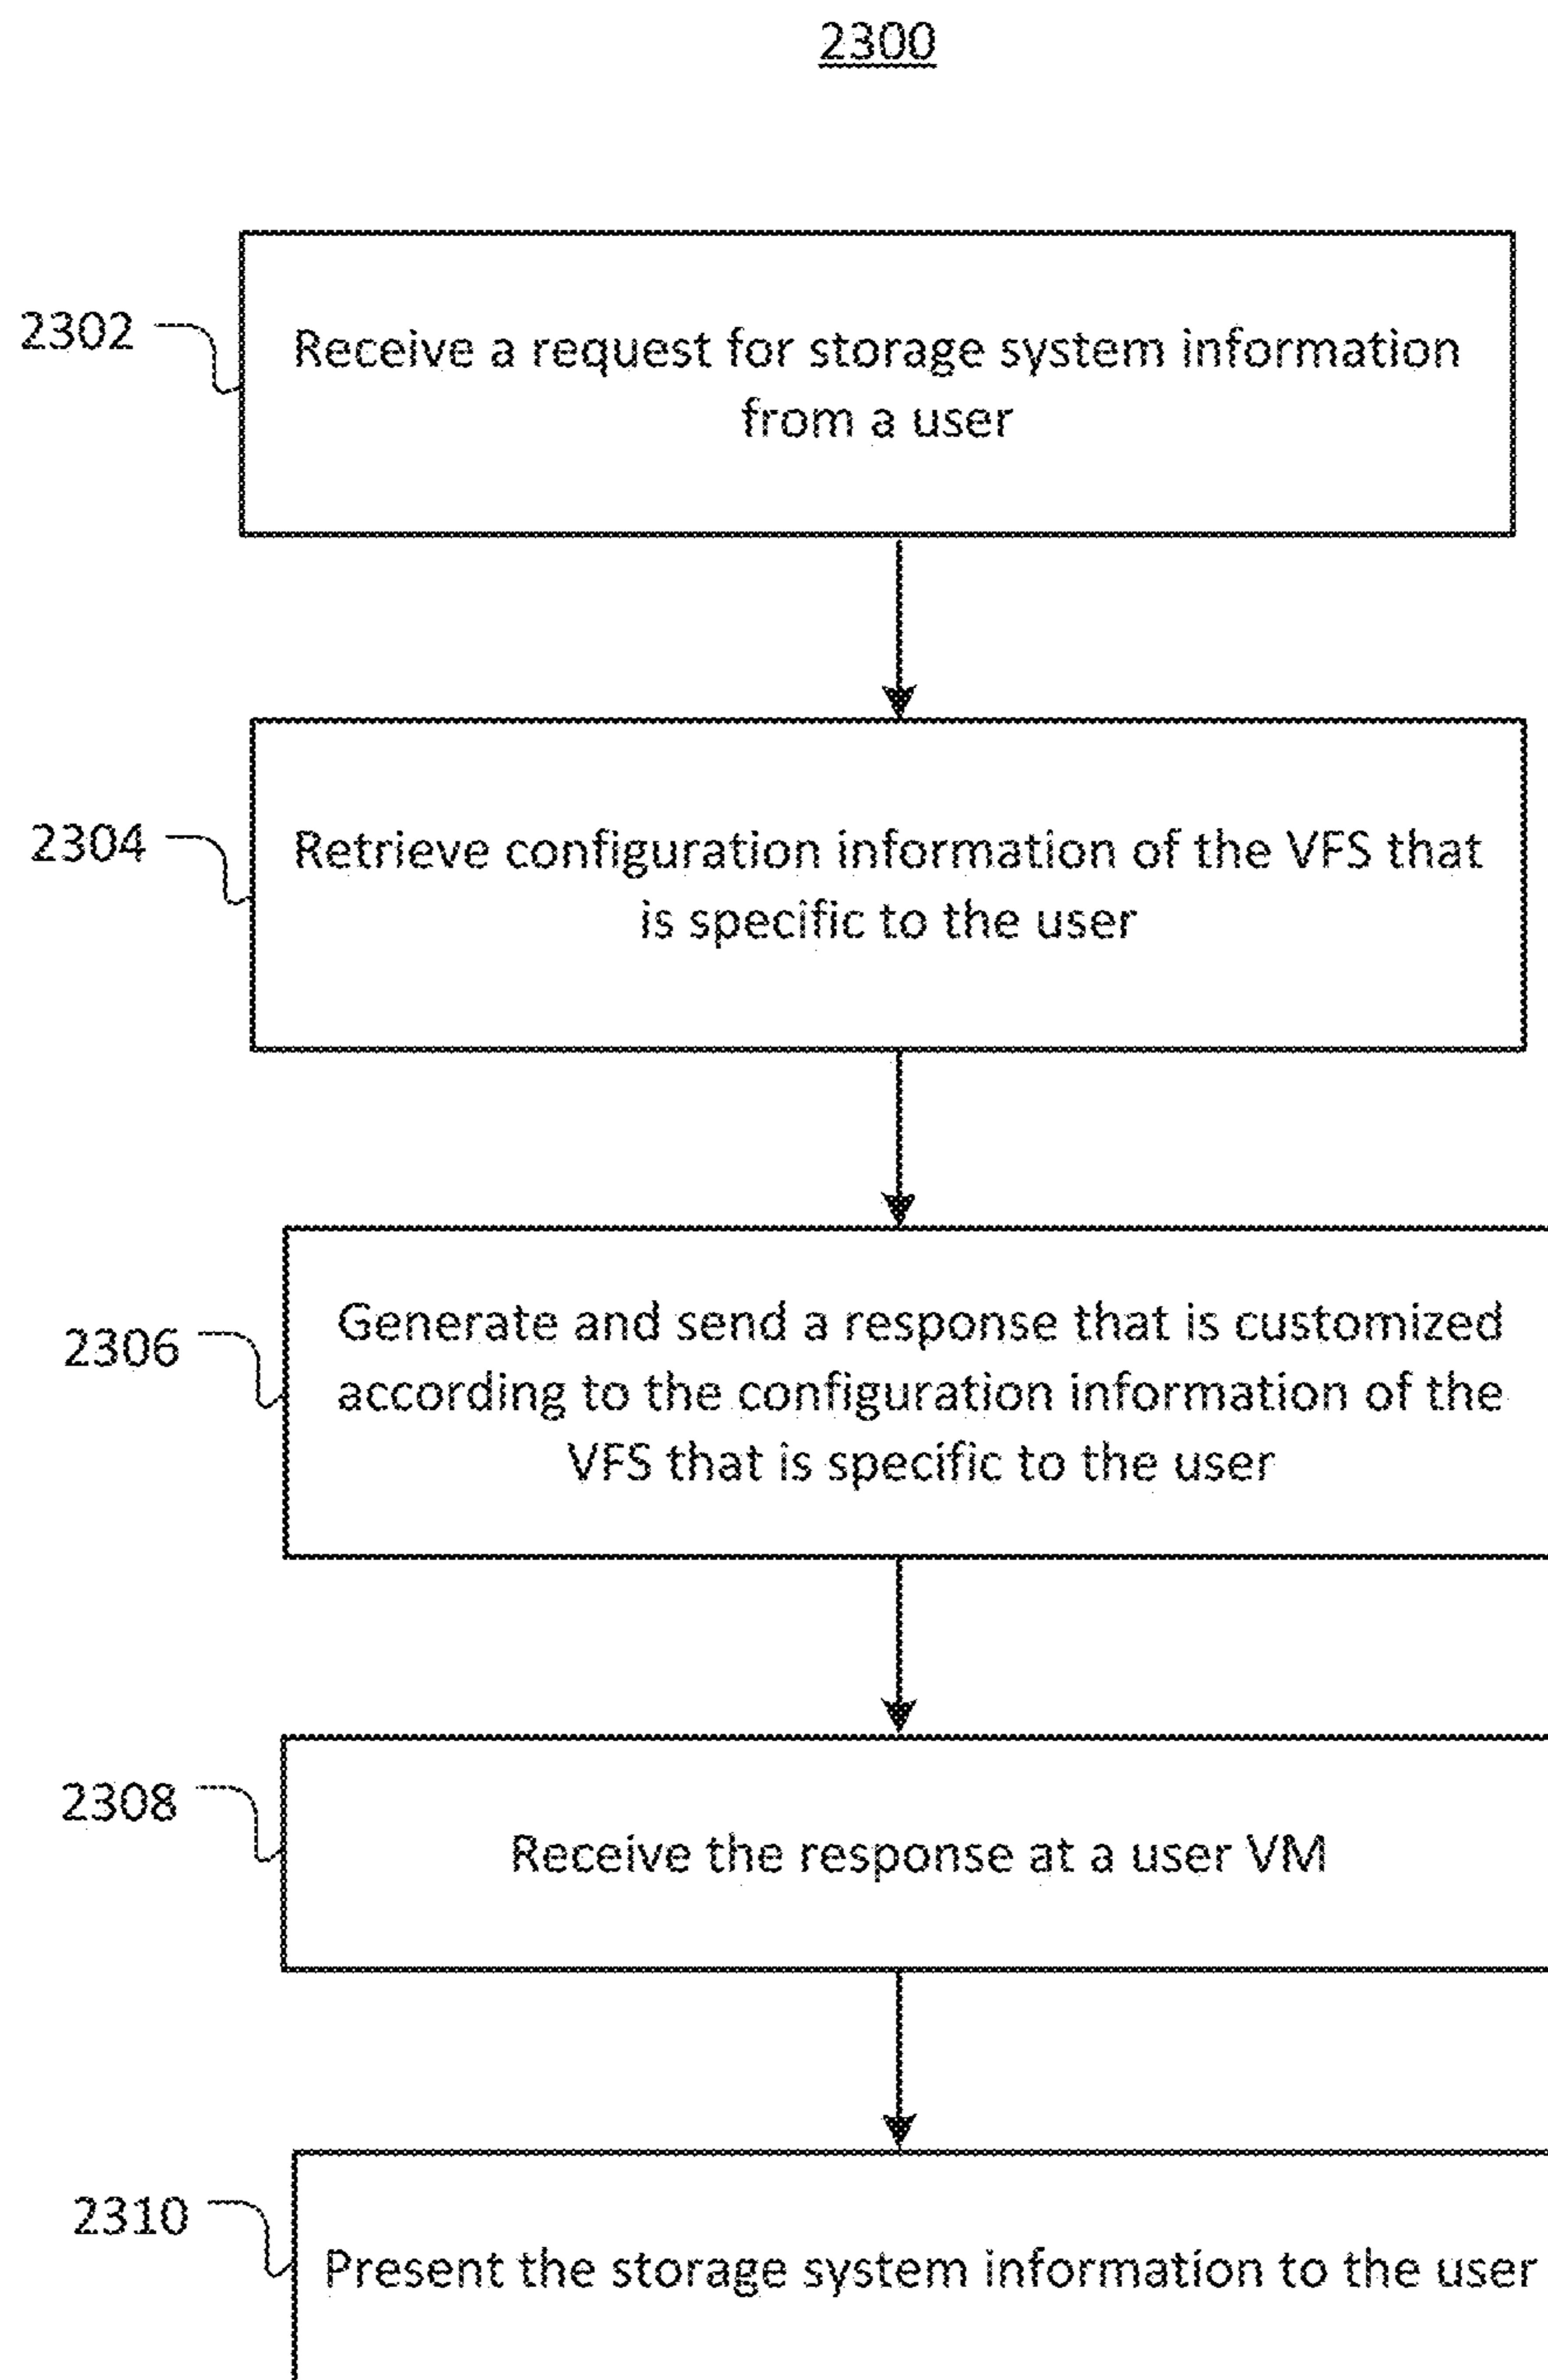 2300
2302
Receive a request for storage system information
from a user
2304
Retrieve configuration information of the VFS that
is specific to the user
2306
Generate and send a response that is customized
according to the configuration information of the
VFS that is specific to the user
2308
Receive the response at a user VM
2310
Present the storage system information to the user